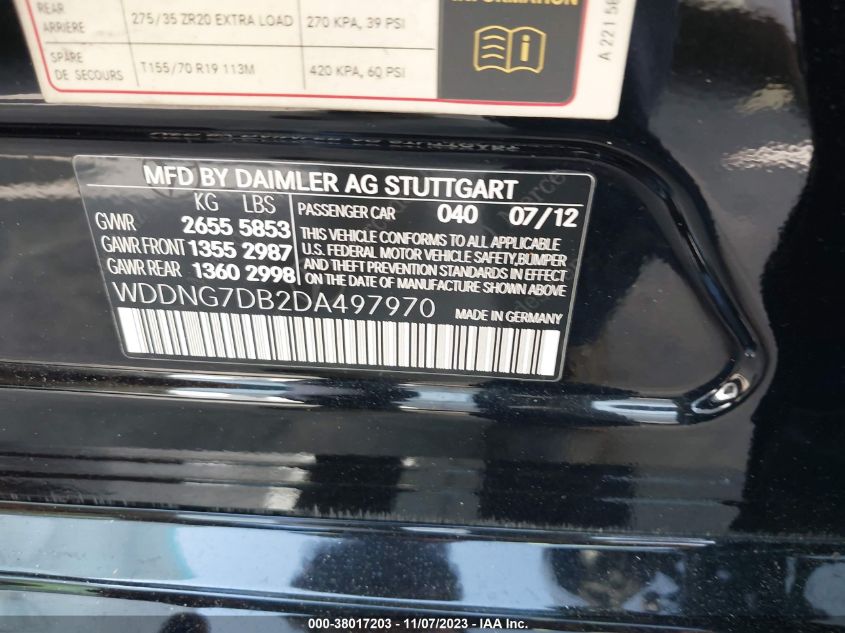 INFORMATION
REAR 275/35 ZR20 EXTRA LOAD 270 KPA, 39 PSI
ARRIERE
SPARE T155/70 R19 113M 420 KPA, 60 PSI
DE SECOURS
A 221 58
MFD BY DAIMLER AG STUTTGART
KG LBS
GVWR 2655 5853
GAWR FRONT 1355 2987
GAWR REAR 1360 2998
PASSENGER CAR 040 07/12
THIS VEHICLE CONFORMS TO ALL APPLICABLE
U.S. FEDERAL MOTOR VEHICLE SAFETY,BUMPER
AND THEFT PREVENTION STANDARDS IN EFFECT
ON THE DATE OF MANUFACTURE SHOWN ABOVE
WDDNG7DB2DA497970 MADE IN GERMANY
000-38017203 - 11/07/2023 - IAA Inc.